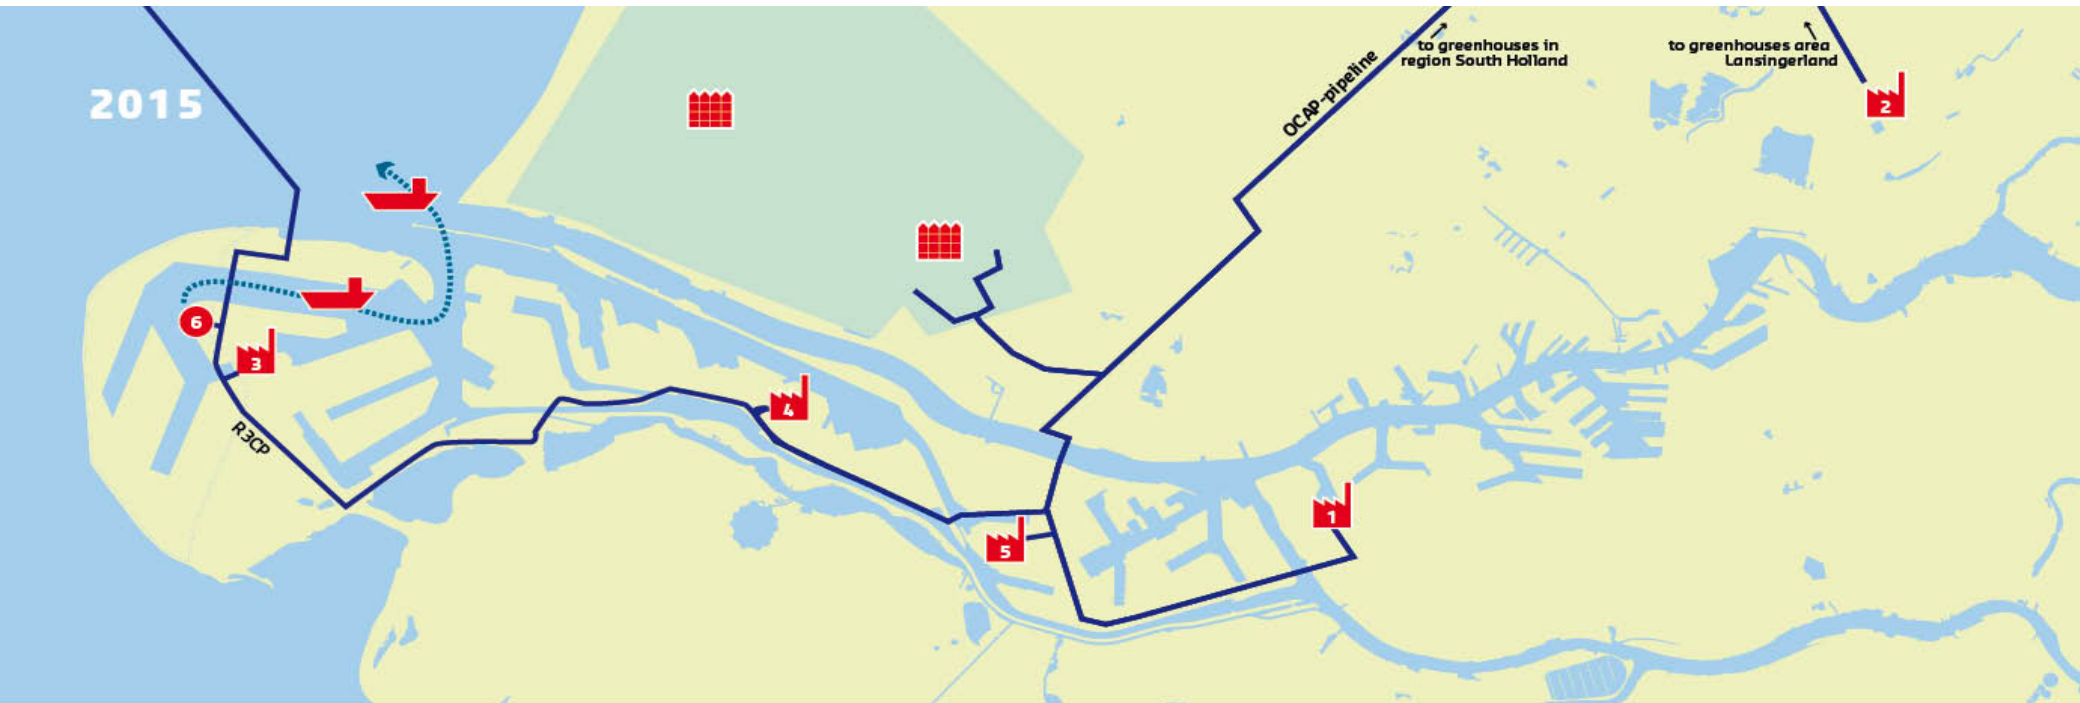 2015
to greenhouses in
region South Holland
to greenhouses area
Lansingerland
OCAP-pipeline
2
6
3
4
R3CP
1
5